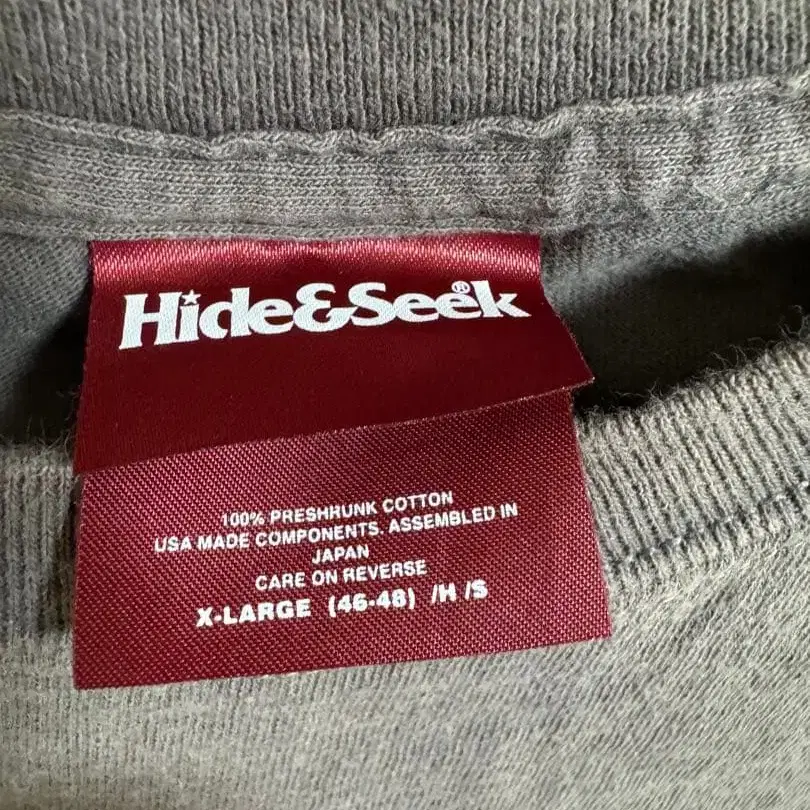 Hide&Seek®
100% PRESHRUNK COTTON
USA MADE COMPONENTS. ASSEMBLED IN
JAPAN
CARE ON REVERSE
X-LARGE (46-48) /H /S